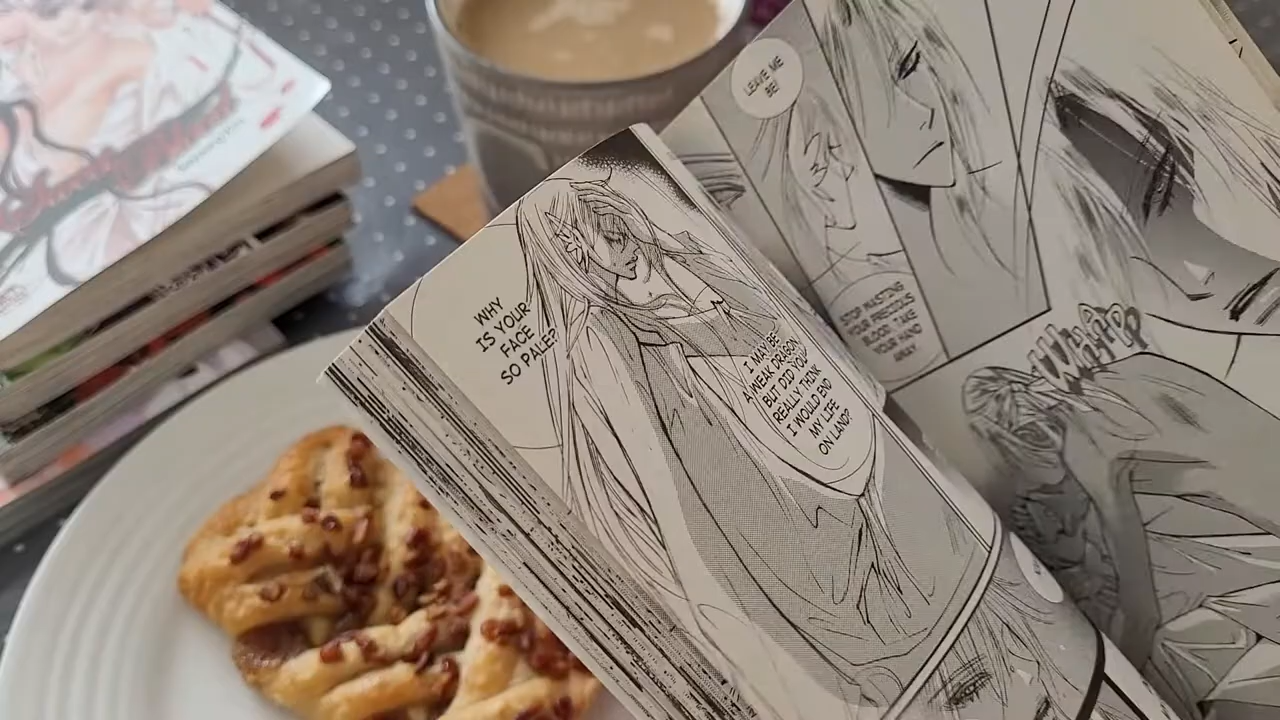 LEAVE ME
BE!
STOP WASTING
YOUR PRECIOUS
BLOOD! TAKE
YOUR HAND
AWAY
WHY
IS YOUR
FACE
SO PALE?
I MAY BE
A WEAK DRAGON,
BUT DID YOU
REALLY THINK
I WOULD END
MY LIFE
ON LAND?